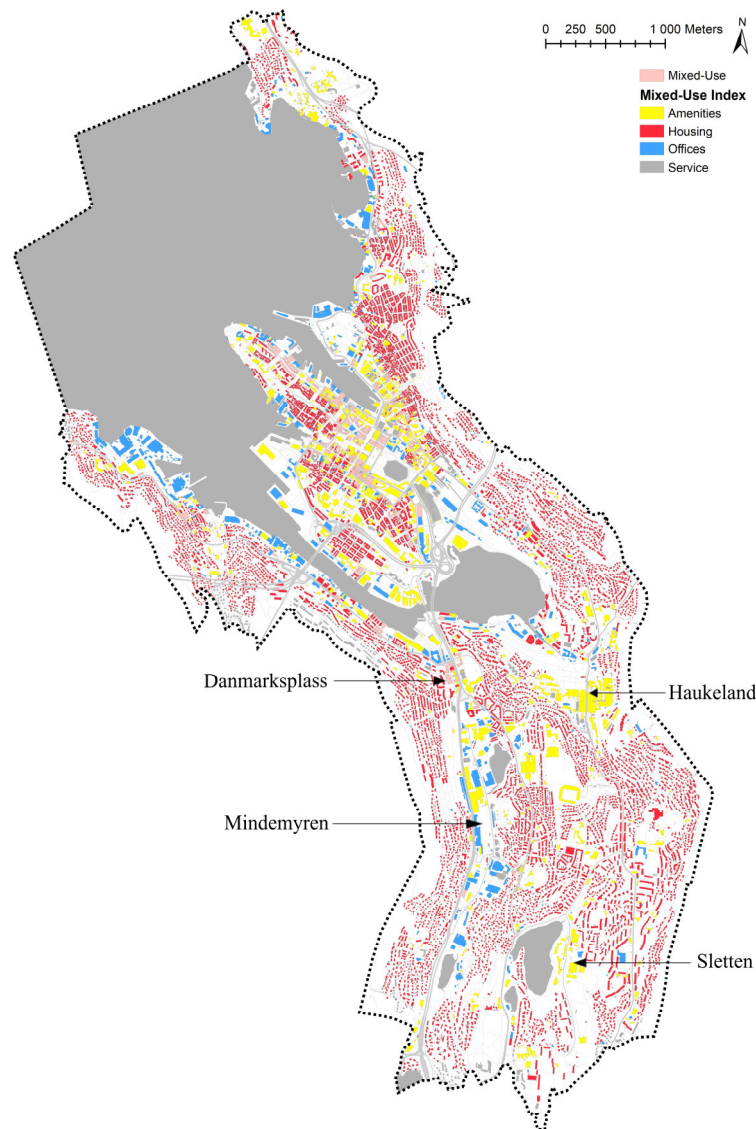 N
0 250 500 1 000 Meters
Mixed-Use
Mixed-Use Index
Amenities
Housing
Offices
Service
Danmarksplass
Haukeland
Mindemyren
Sletten